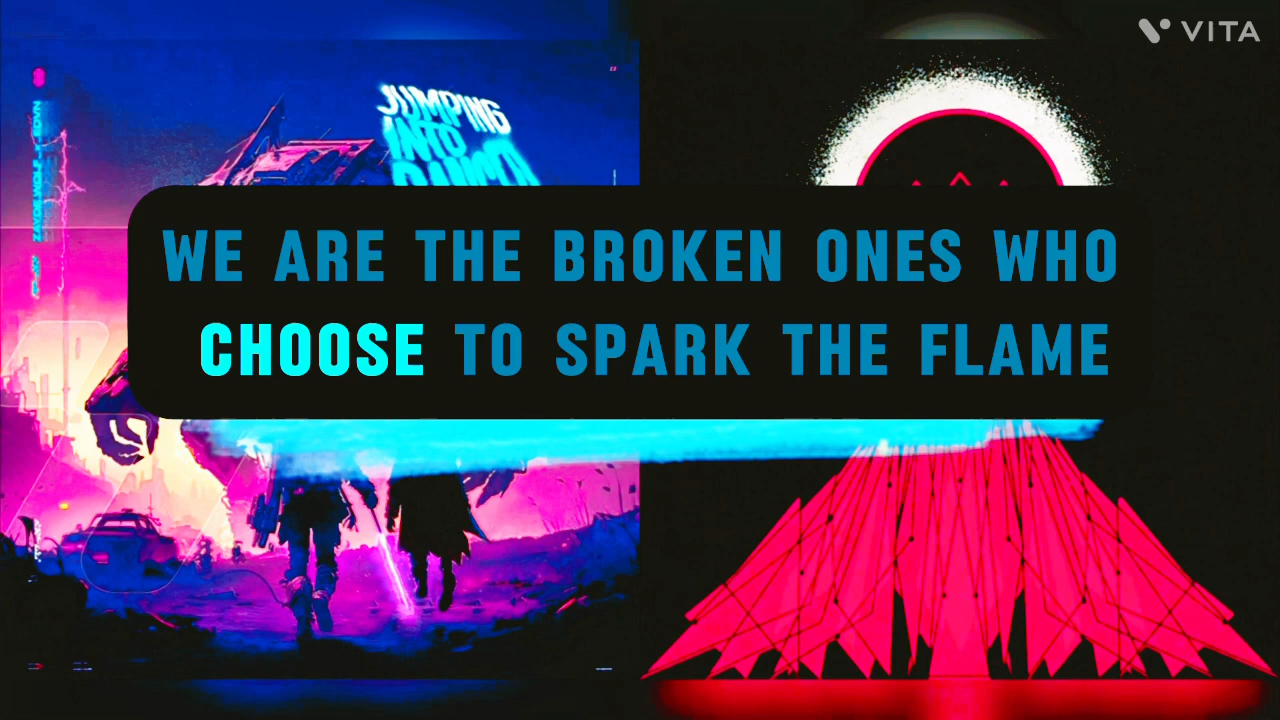 VITA
JUMPING
INTO
WE ARE THE BROKEN ONES WHO
CHOOSE TO SPARK THE FLAME